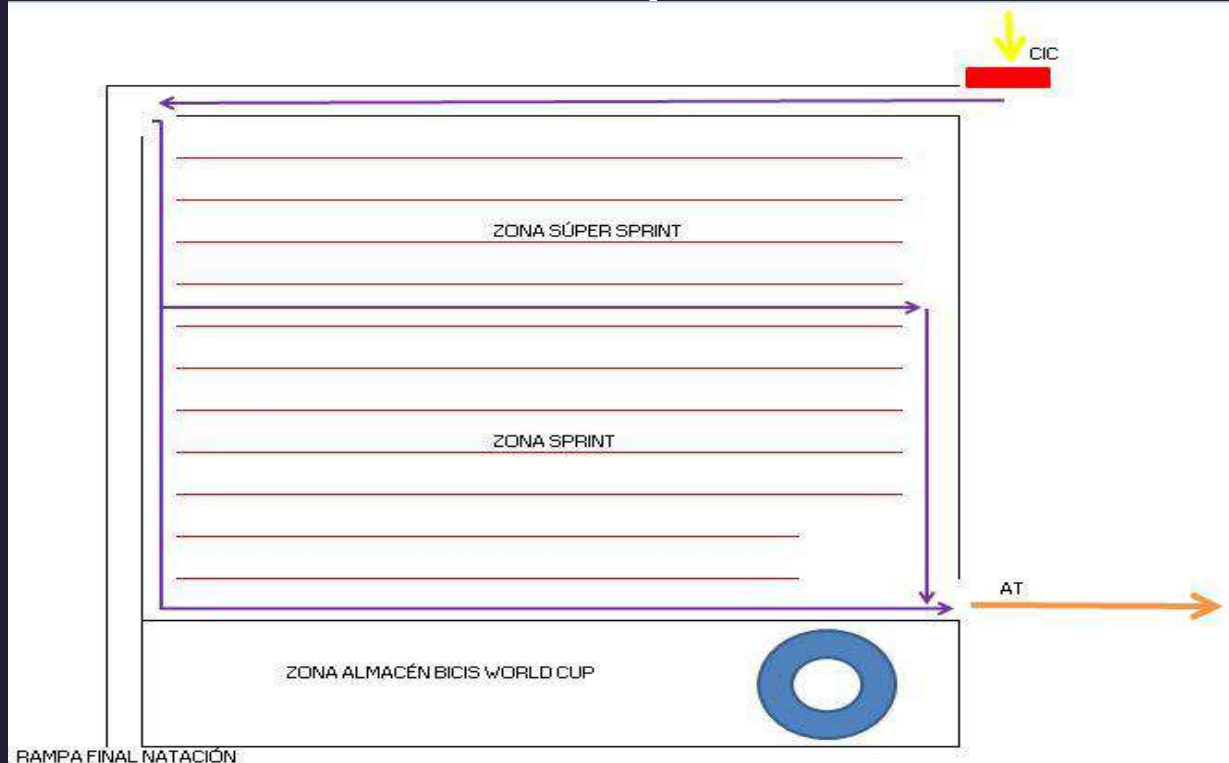 CIC
ZONA SÚPER SPRINT
ZONA SPRINT
AT
ZONA ALMACÉN BICIS WORLD CUP
RAMPA FINAL NATACIÓN